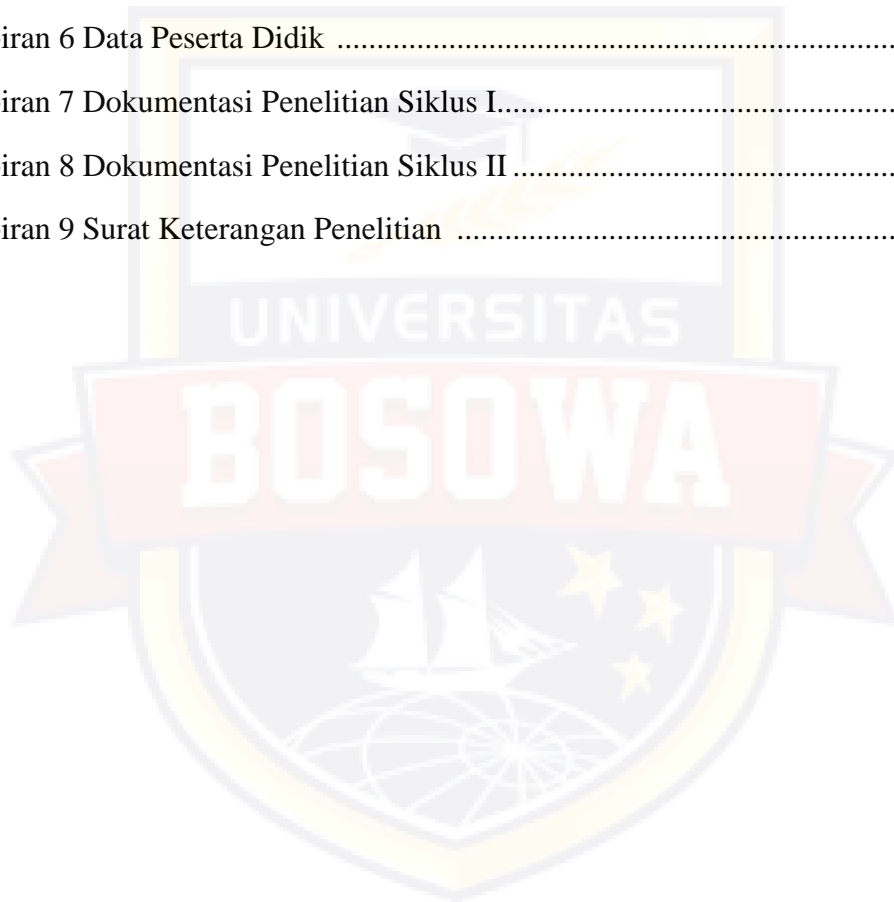 iran 6 Data Peserta Didik ........................................................................
iran 7 Dokumentasi Penelitian Siklus I..................................................
iran 8 Dokumentasi Penelitian Siklus II ................................................
iran 9 Surat Keterangan Penelitian .......................................................
UNIVERSITAS
BOSOWA